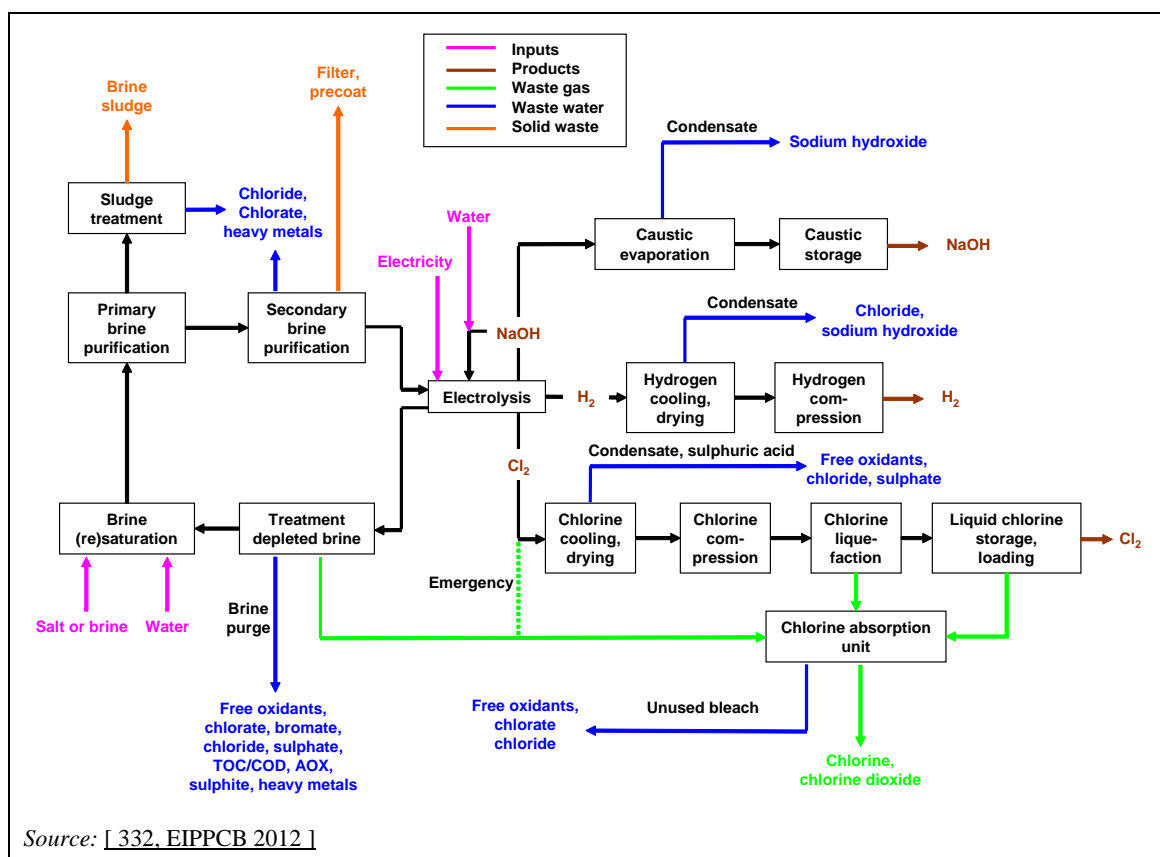 Inputs
Products
Waste gas
Waste water
Solid waste
Brine
sludge
Filter,
precoat
Condensate
Sodium hydroxide
Sludge
treatment
Chloride,
Chlorate,
heavy metals
Water
Electricity
Caustic
evaporation
Caustic
storage
NaOH
Primary
brine
purification
Secondary
brine
purification
NaOH
Condensate
Chloride,
sodium hydroxide
Electrolysis
H2
Hydrogen
cooling,
drying
Hydrogen
com-
pression
H2
Cl2
Condensate, sulphuric acid
Free oxidants,
chloride, sulphate
Brine
(re)saturation
Treatment
depleted brine
Chlorine
cooling,
drying
Chlorine
com-
pression
Chlorine
lique-
faction
Liquid chlorine
storage,
loading
Cl2
Emergency
Salt or brine
Water
Brine
purge
Chlorine absorption
unit
Free oxidants,
chlorate, bromate,
chloride, sulphate,
TOC/COD, AOX,
sulphite, heavy metals
Free oxidants,
chlorate
chloride
Unused bleach
Chlorine,
chlorine dioxide
Source: [ 332, EIPPCB 2012 ]